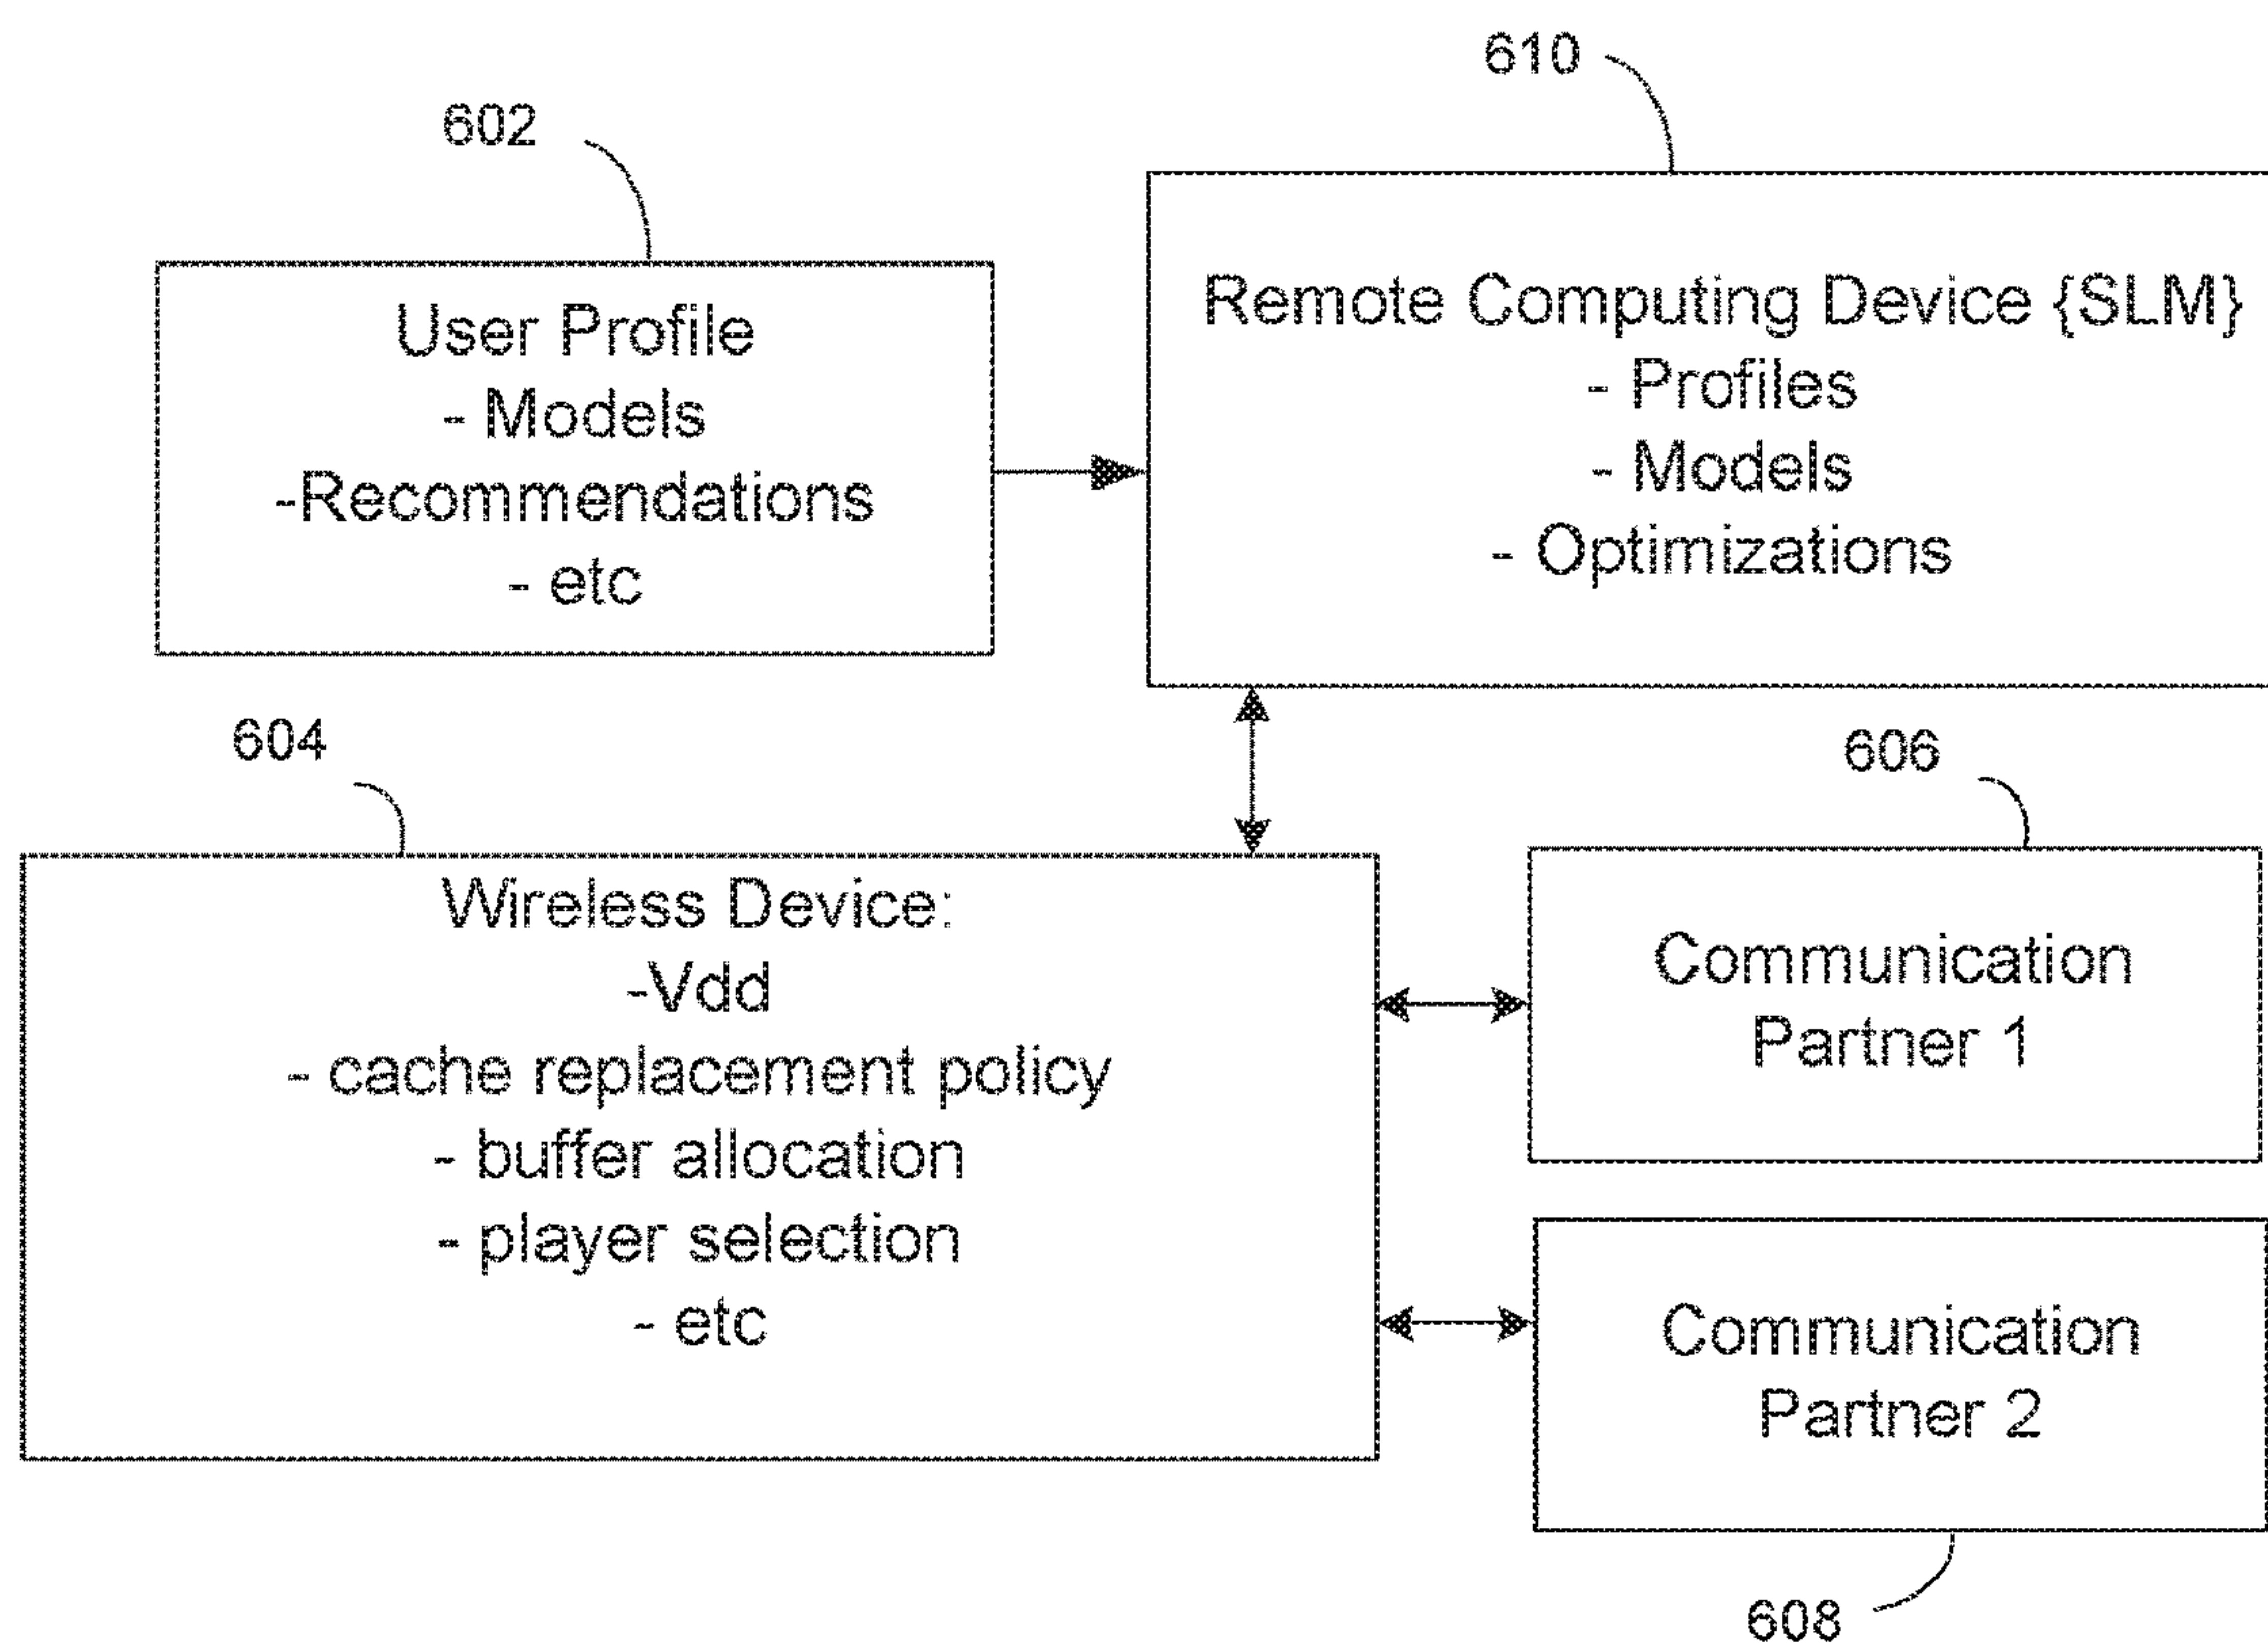 610
602
User Profile
- Models
-Recommendations
- etc
Remote Computing Device {SLM}
- Profiles
- Models
- Optimizations
604
606
Wireless Device:
-Vdd
- cache replacement policy
- buffer allocation
- player selection
- etc
Communication
Partner 1
Communication
Partner 2
608